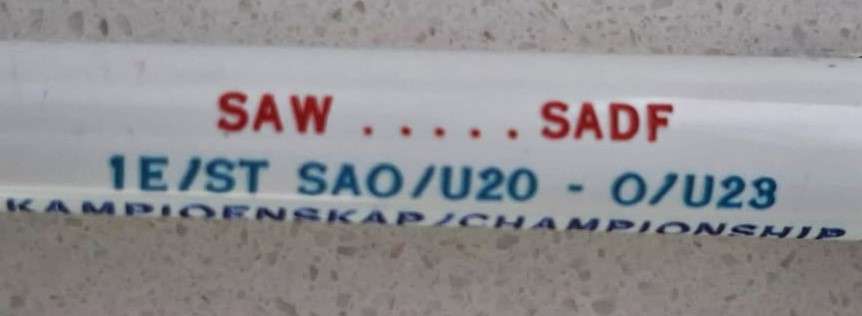 SAW ..... SADF
1E/ST SAO/U20 - O/U23
KAMPIOENSKAP/CHAMPIONSHIP